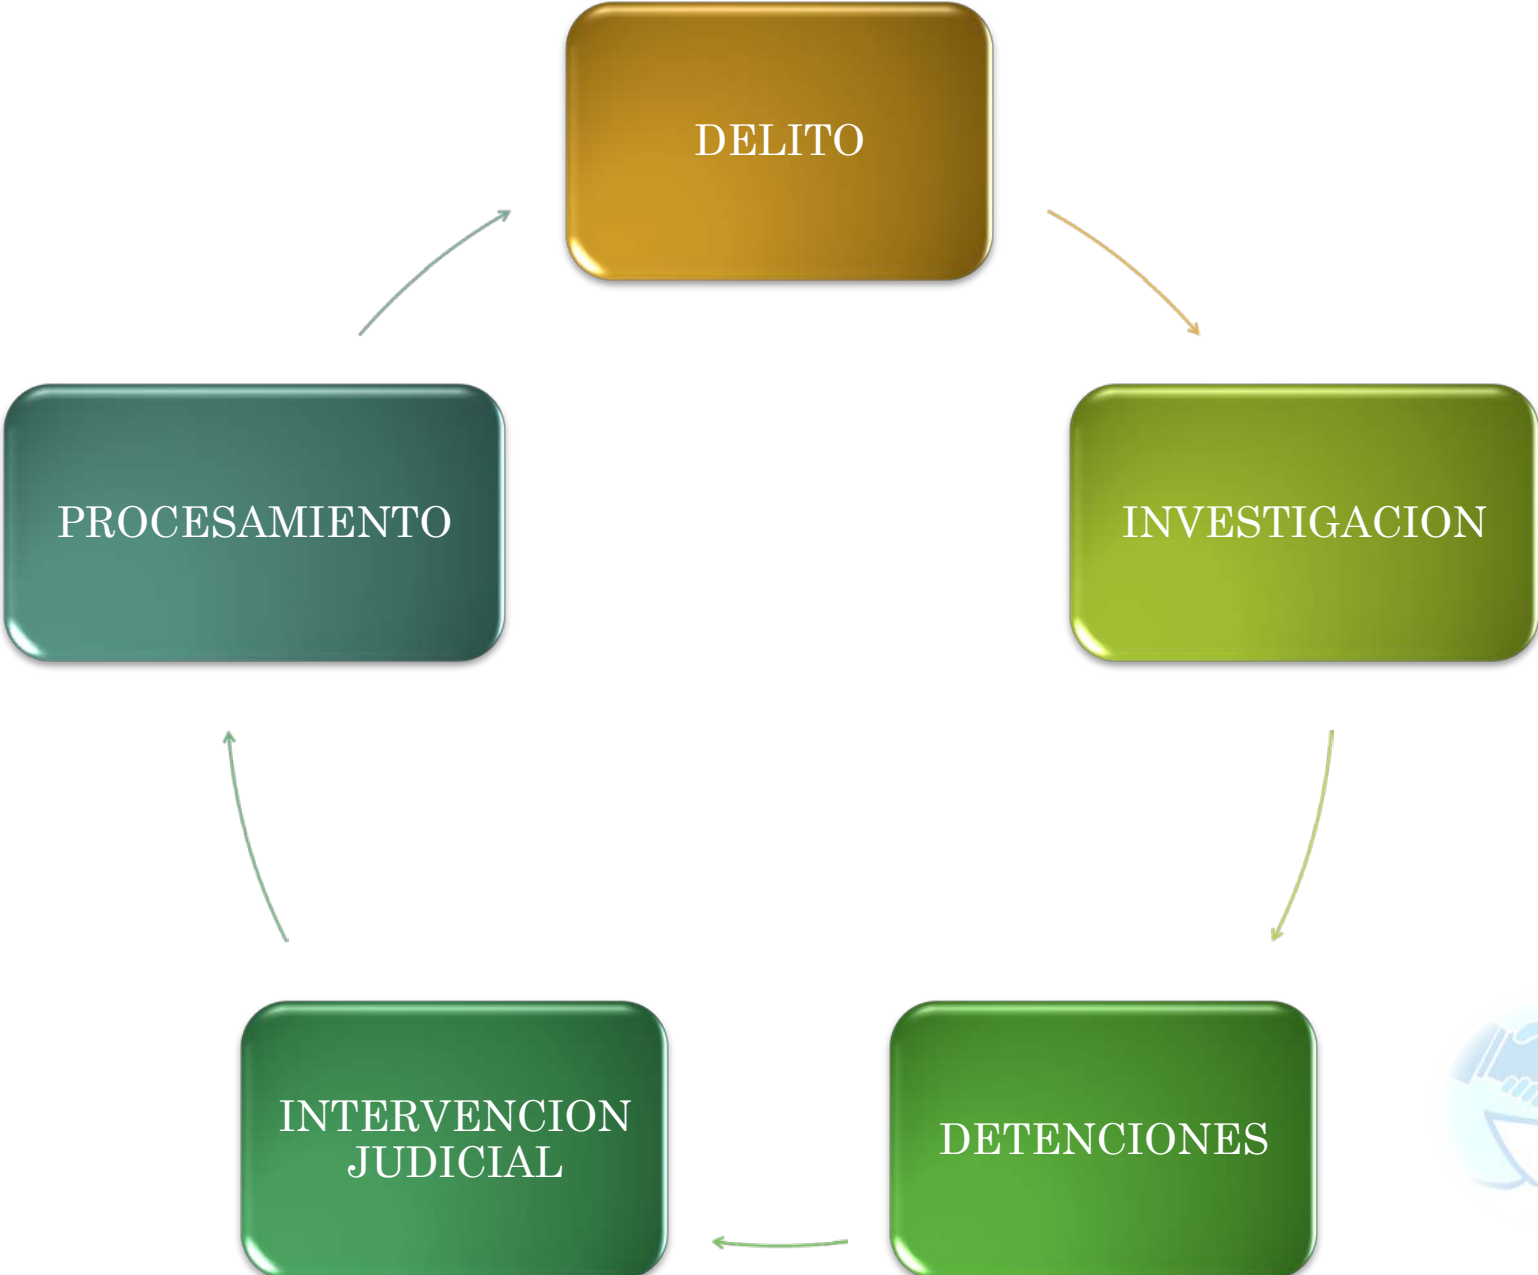 DELITO
PROCESAMIENTO
INVESTIGACION
INTERVENCION
JUDICIAL
DETENCIONES